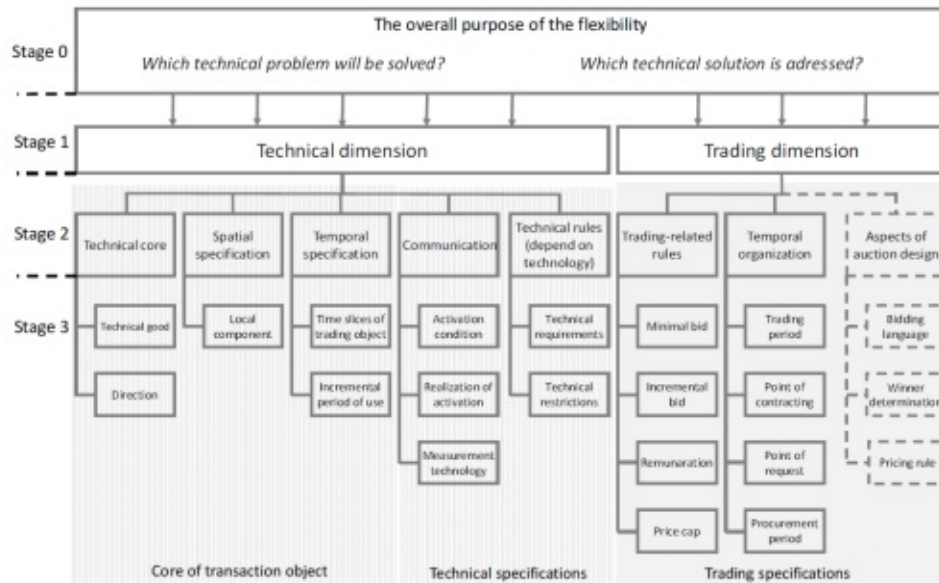 The overall purpose of the flexibility
Stage 0
Which technical problem will be solved?
Which technical solution is adressed?
Stage 1
Technical dimension
Trading dimension
Stage 2
Technical core
Spatial
specification
Temporal
specification
Communication
Technical rules
(depend on
technology)
Trading-related
rules
Temporal
organization
Aspects of
auction design
Stage 3
Technical good
Local
component
Time slices of
trading object
Activation
condition
Technical
requirements
Minimal bid
Trading
period
Bidding
language
Direction
Incremental
period of use
Realization of
activation
Technical
restrictions
Incremental
bid
Point of
contracting
Winner
determination
Measurement
technology
Remunaration
Point of
request
Pricing rule
Price cap
Procurement
period
Core of transaction object
Technical specifications
Trading specifications